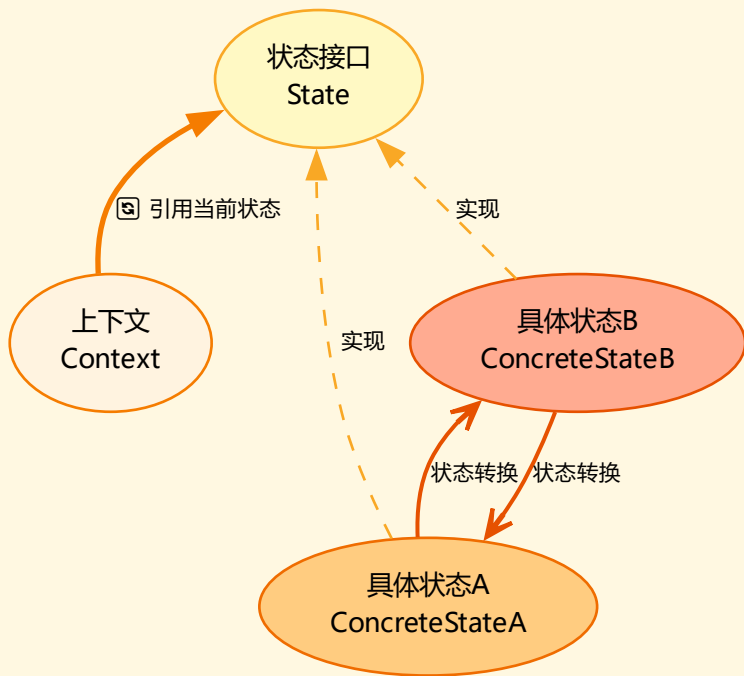 状态接口
State
🔄 引用当前状态
实现
上下文
Context
实现
具体状态B
ConcreteStateB
状态转换
状态转换
具体状态A
ConcreteStateA